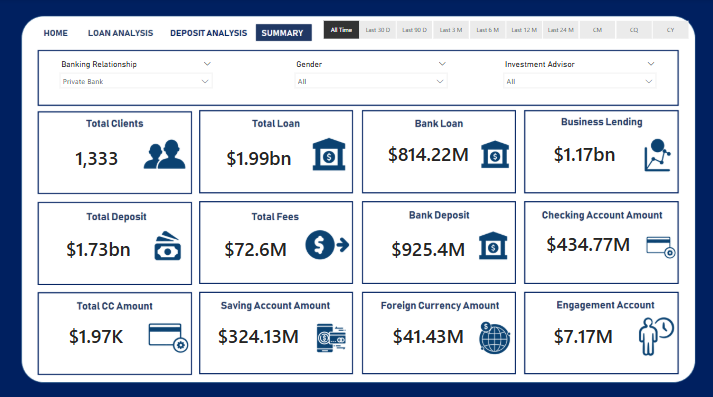 HOME LOAN ANALYSIS DEPOSIT ANALYSIS SUMMARY All Time Last 30 D Last 90 D Last 3 M Last 6 M Last 12 M Last 24 M CM CQ CY
Banking Relationship Gender Investment Advisor
Private Bank All All
Total Clients
1,333
Total Loan
$1.99bn
Bank Loan
$814.22M
Business Lending
$1.17bn
Total Deposit
$1.73bn
Total Fees
$72.6M
Bank Deposit
$925.4M
Checking Account Amount
$434.77M
Total CC Amount
$1.97K
Saving Account Amount
$324.13M
Foreign Currency Amount
$41.43M
Engagement Account
$7.17M